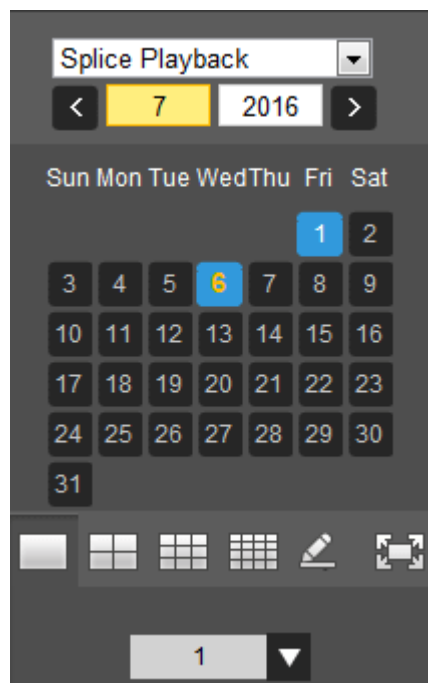 Splice Playback
< 7 2016 >
Sun Mon Tue Wed Thu Fri Sat
1 2
3 4 5 6 7 8 9
10 11 12 13 14 15 16
17 18 19 20 21 22 23
24 25 26 27 28 29 30
31
1